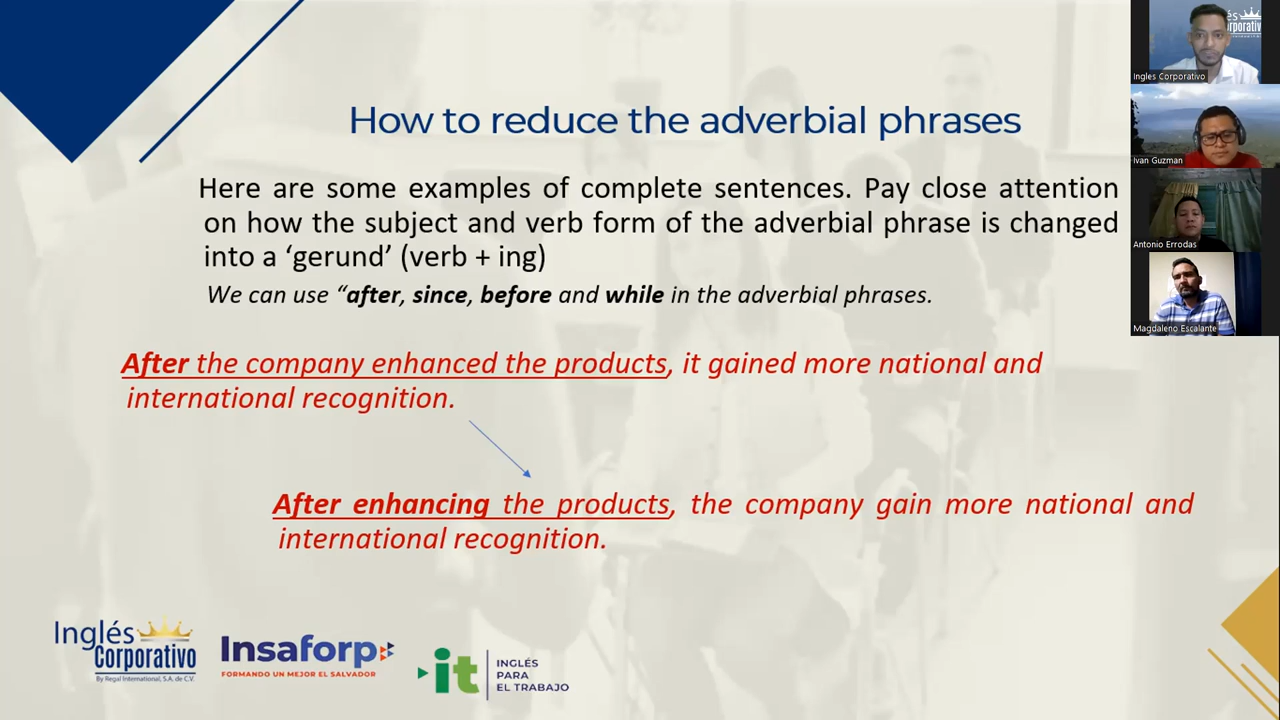 How to reduce the adverbial phrases
Here are some examples of complete sentences. Pay close attention
on how the subject and verb form of the adverbial phrase is changed
into a ‘gerund’ (verb + ing)
We can use “after, since, before and while in the adverbial phrases.
After the company enhanced the products, it gained more national and
international recognition.
After enhancing the products, the company gain more national and
international recognition.
Inglés
Corporativo
By Regal International, S.A. de C.V.
Insaforp
FORMANDO UN MEJOR EL SALVADOR
it
INGLÉS
PARA
EL TRABAJO
Ingles Corporativo
Ivan Guzman
Antonio Errodas
Magdaleno Escalante